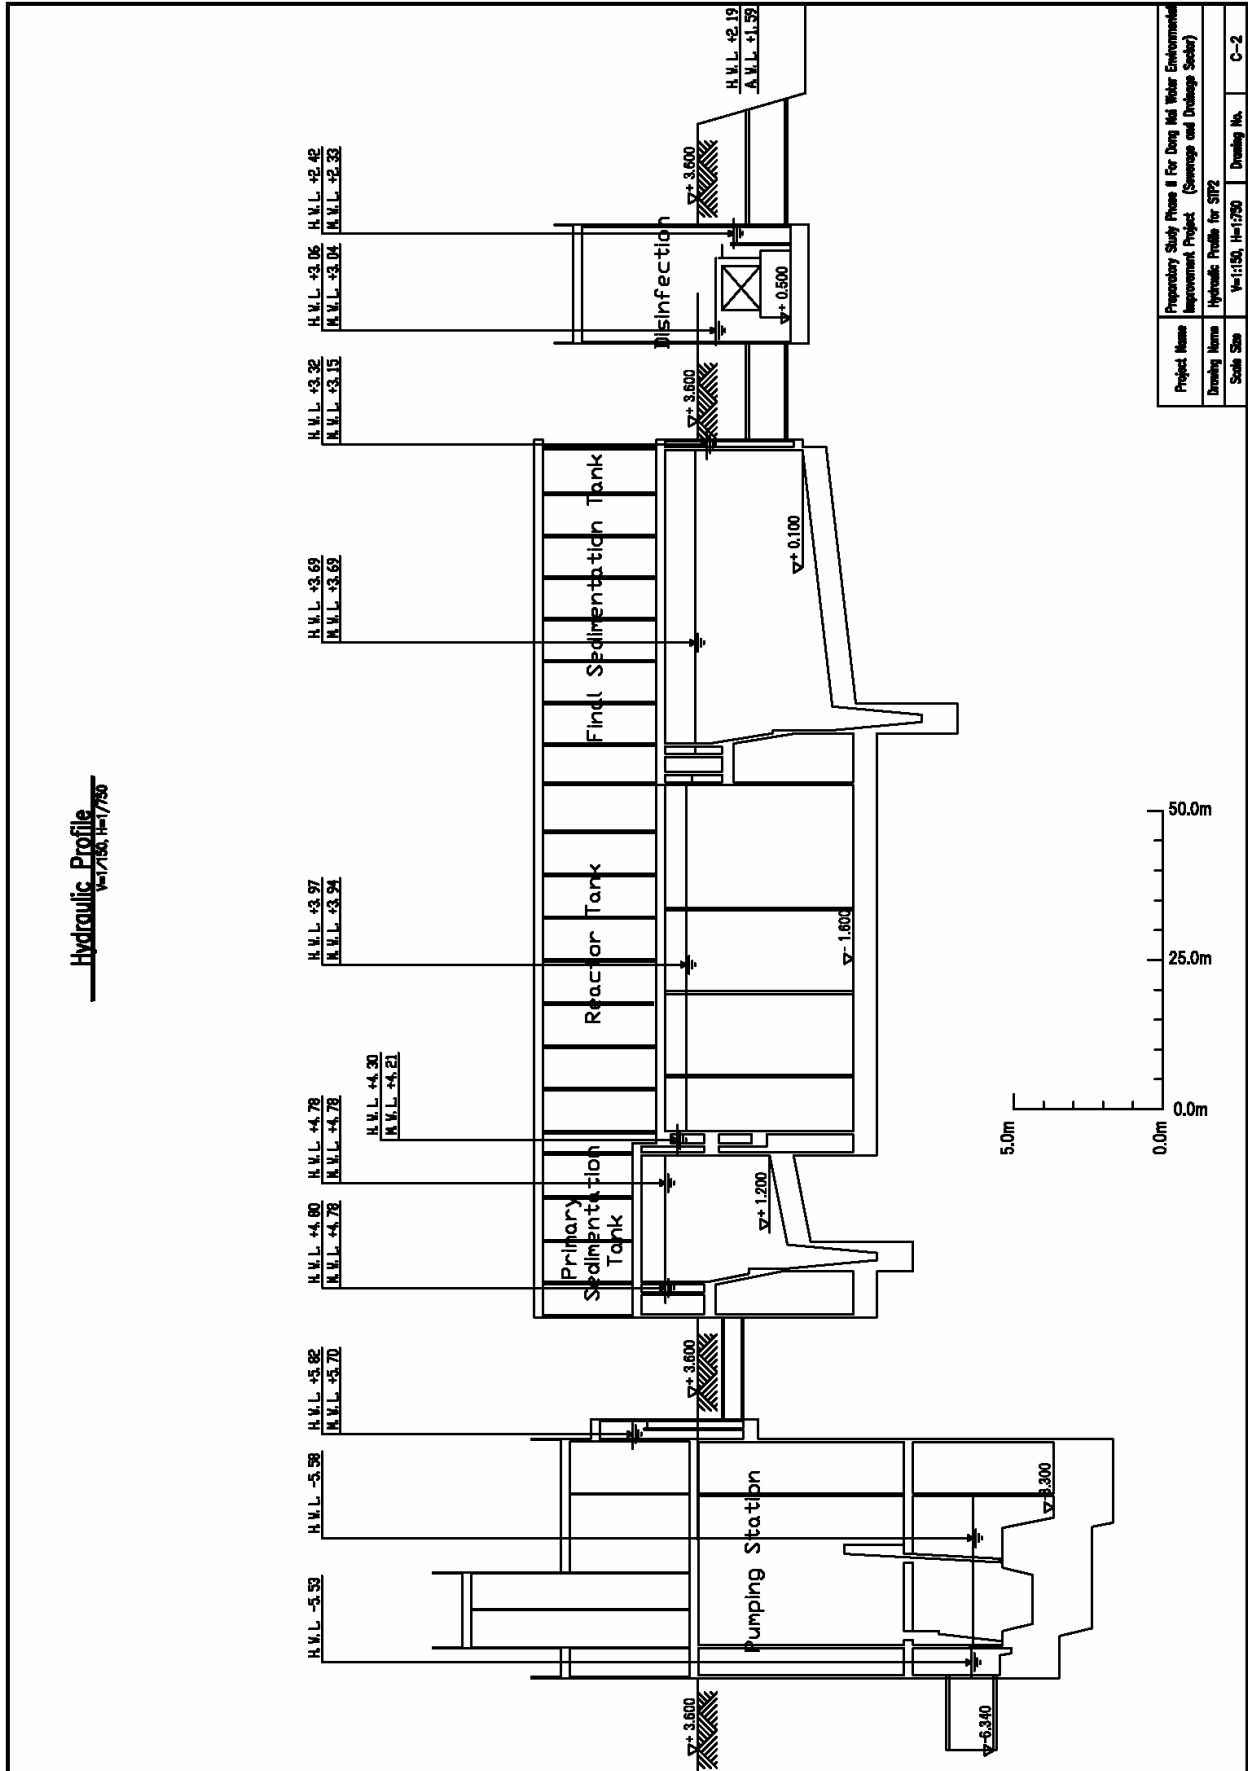 Hydraulic Profile
V=1/150, H=1/750
H.W.L. -5.53
H.W.L. -5.58
H.W.L. +5.82
M.W.L. +5.70
H.W.L. +4.80
M.W.L. +4.78
H.W.L. +4.78
M.W.L. +4.78
H.W.L. +4.30
M.W.L. +4.21
H.W.L. +3.97
M.W.L. +3.94
H.W.L. +3.69
M.W.L. +3.69
H.W.L. +3.32
M.W.L. +3.15
H.W.L. +3.06
M.W.L. +3.04
H.W.L. +2.42
M.W.L. +2.33
H.W.L. +2.19
A.W.L. +1.59
Pumping Station
Primary
Sedimentation
Tank
Reactor Tank
Final Sedimentation Tank
Disinfection
+ 3.600
-6.340
+ 3.600
+ 1.200
- 1.600
+ 0.100
+ 3.600
+ 0.500
+ 3.600
5.0m
0.0m
0.0m
25.0m
50.0m
Project Name
Preparatory Study Phase II For Dong Nai Water Environmental
Improvement Project (Sewerage and Drainage Sector)
Drawing Name
Hydraulic Profile for STP2
Scale Size
V=1:150, H=1:750
Drawing No.
C-2